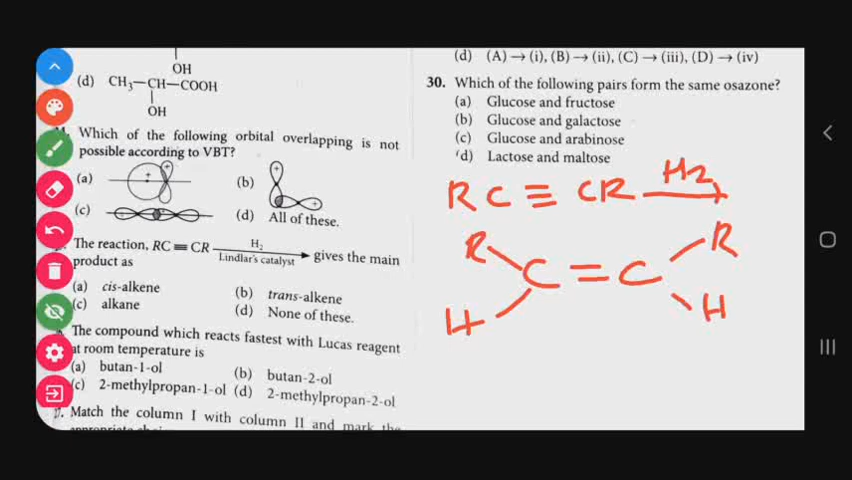 OH
(d) CH3—CH—COOH
OH
Which of the following orbital overlapping is not
possible according to VBT?
(a) (b)
(c) (d) All of these.
The reaction, RC ≡ CR H2 Lindlar's catalyst gives the main
product as
(a) cis-alkene (b) trans-alkene
(c) alkane (d) None of these.
The compound which reacts fastest with Lucas reagent
at room temperature is
(a) butan-1-ol (b) butan-2-ol
(c) 2-methylpropan-1-ol (d) 2-methylpropan-2-ol
Match the column I with column II and mark the
(d) (A) → (i), (B) → (ii), (C) → (iii), (D) → (iv)
30. Which of the following pairs form the same osazone?
(a) Glucose and fructose
(b) Glucose and galactose
(c) Glucose and arabinose
(d) Lactose and maltose
RC ≡ CR H2 →
R R
C = C
H H